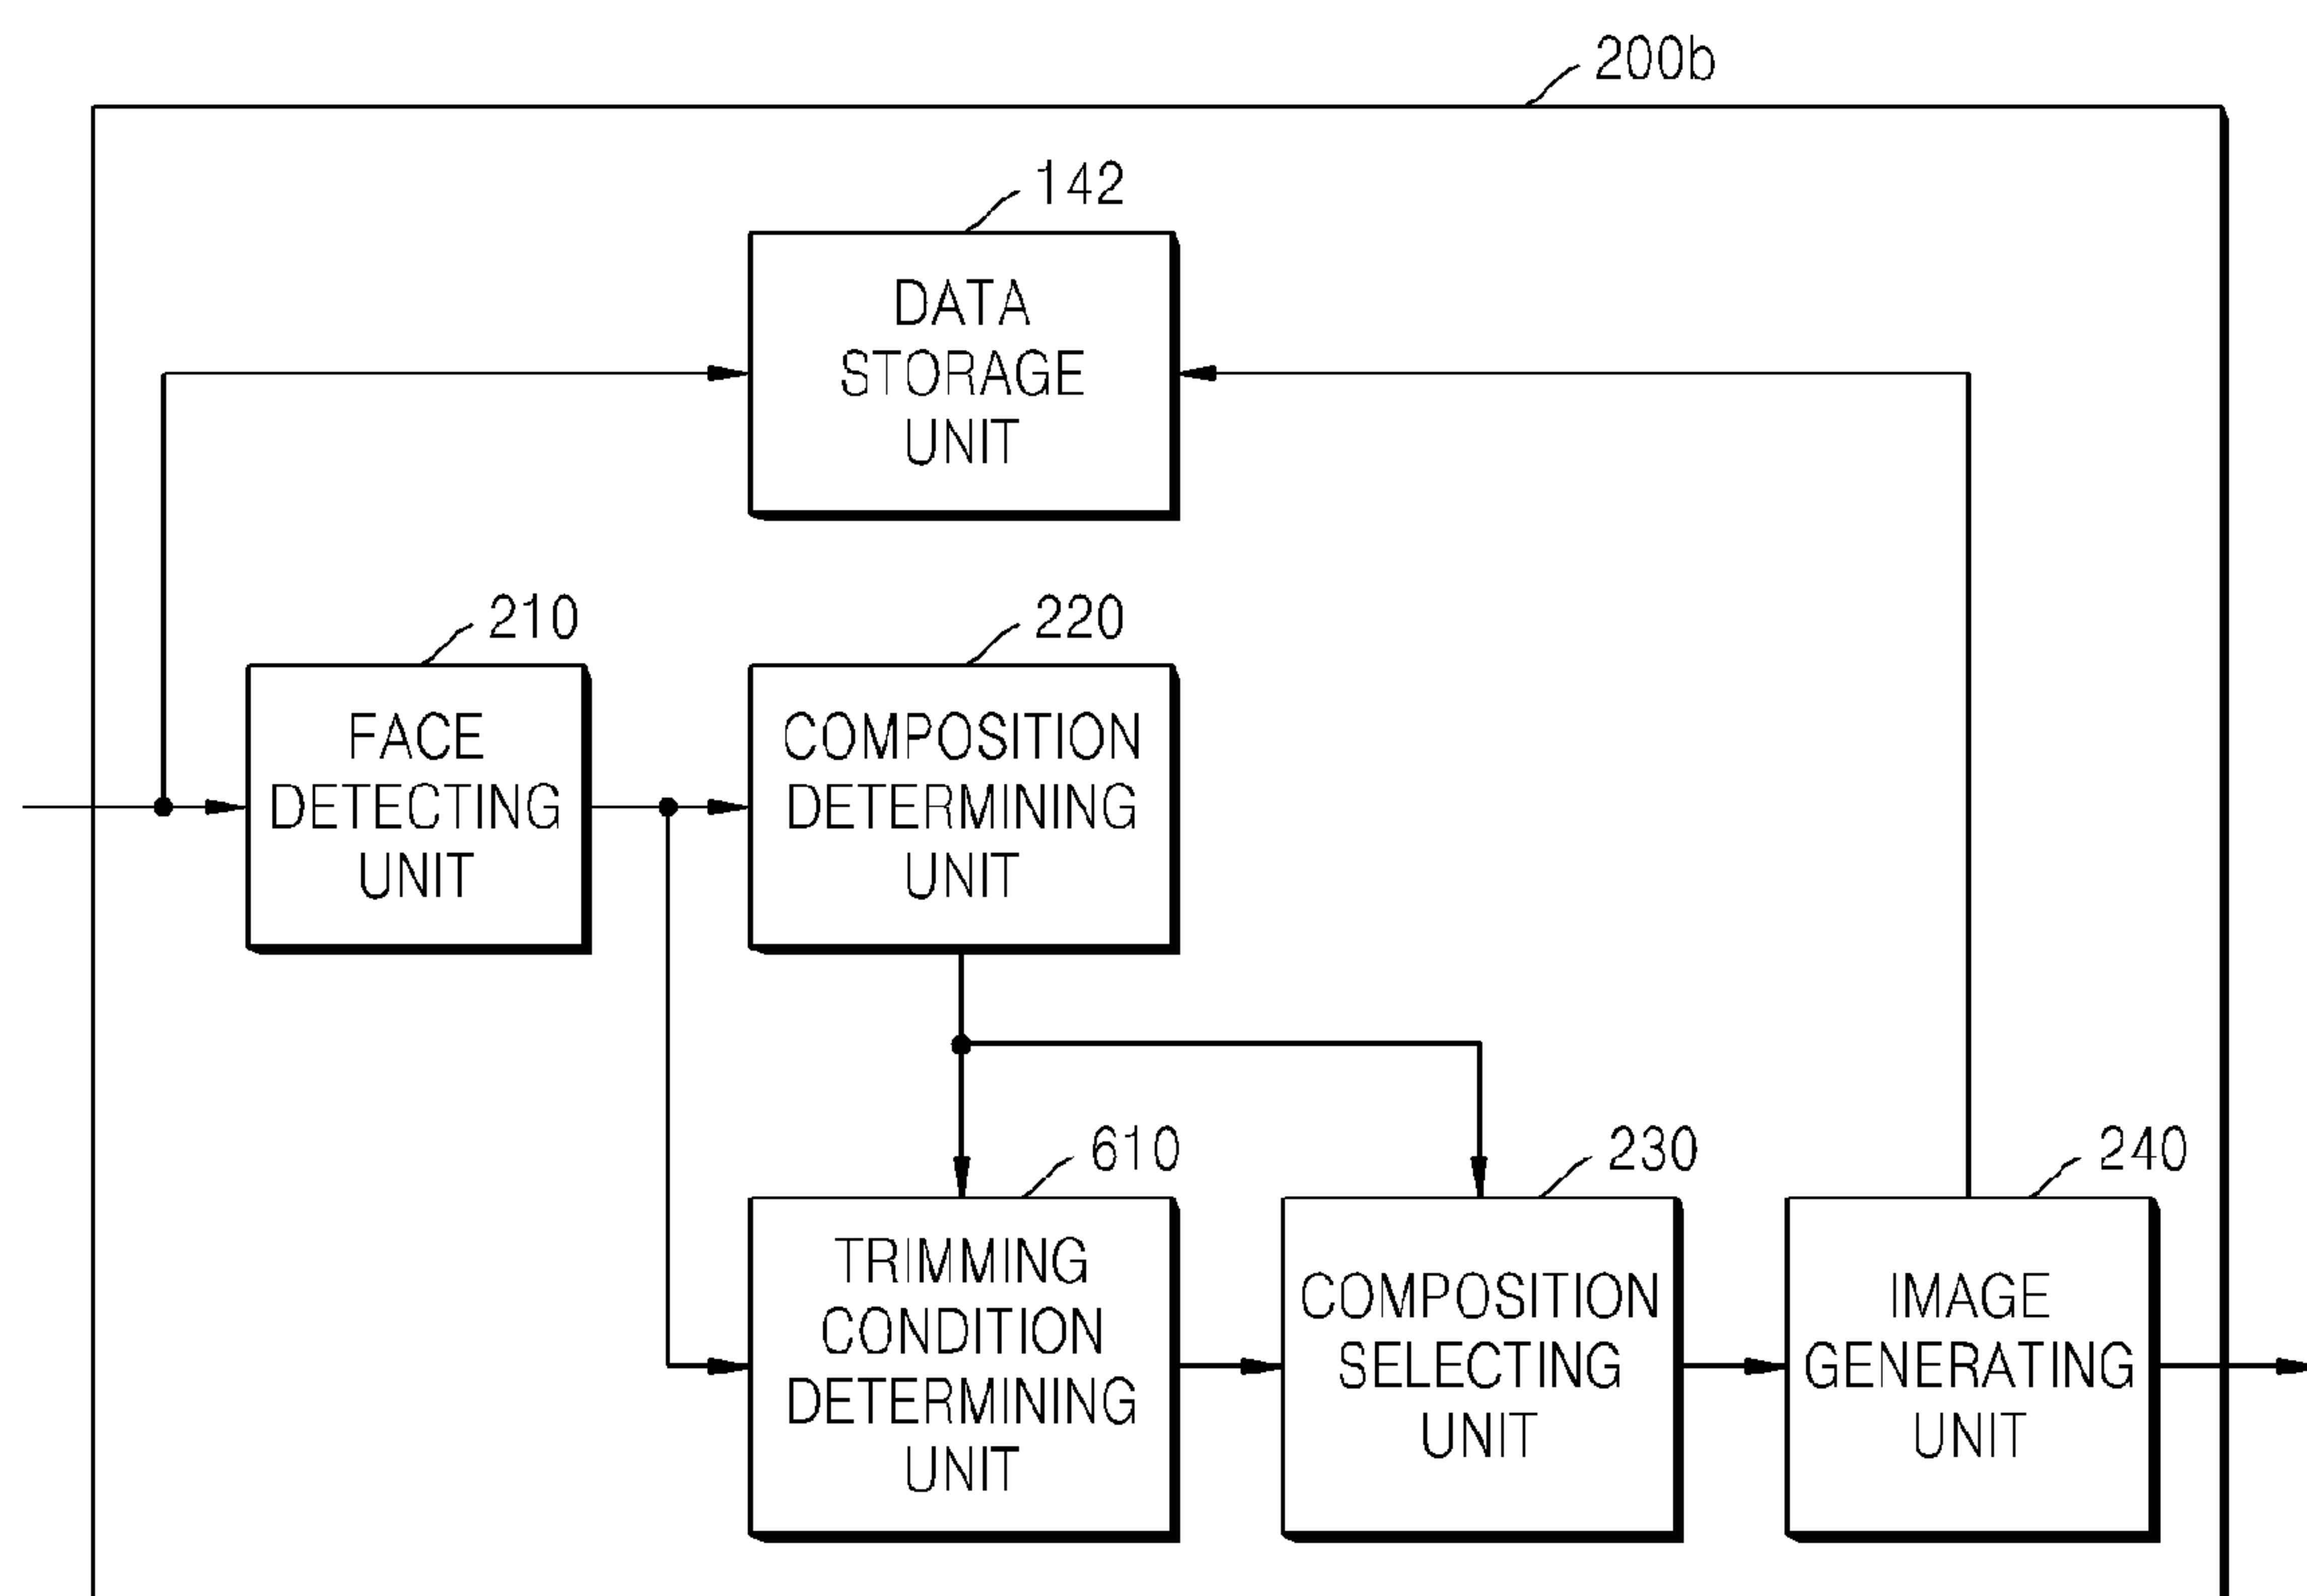 200b
142
DATA
STORAGE
UNIT
210
FACE
DETECTING
UNIT
220
COMPOSITION
DETERMINING
UNIT
610
TRIMMING
CONDITION
DETERMINING
UNIT
230
COMPOSITION
SELECTING
UNIT
240
IMAGE
GENERATING
UNIT